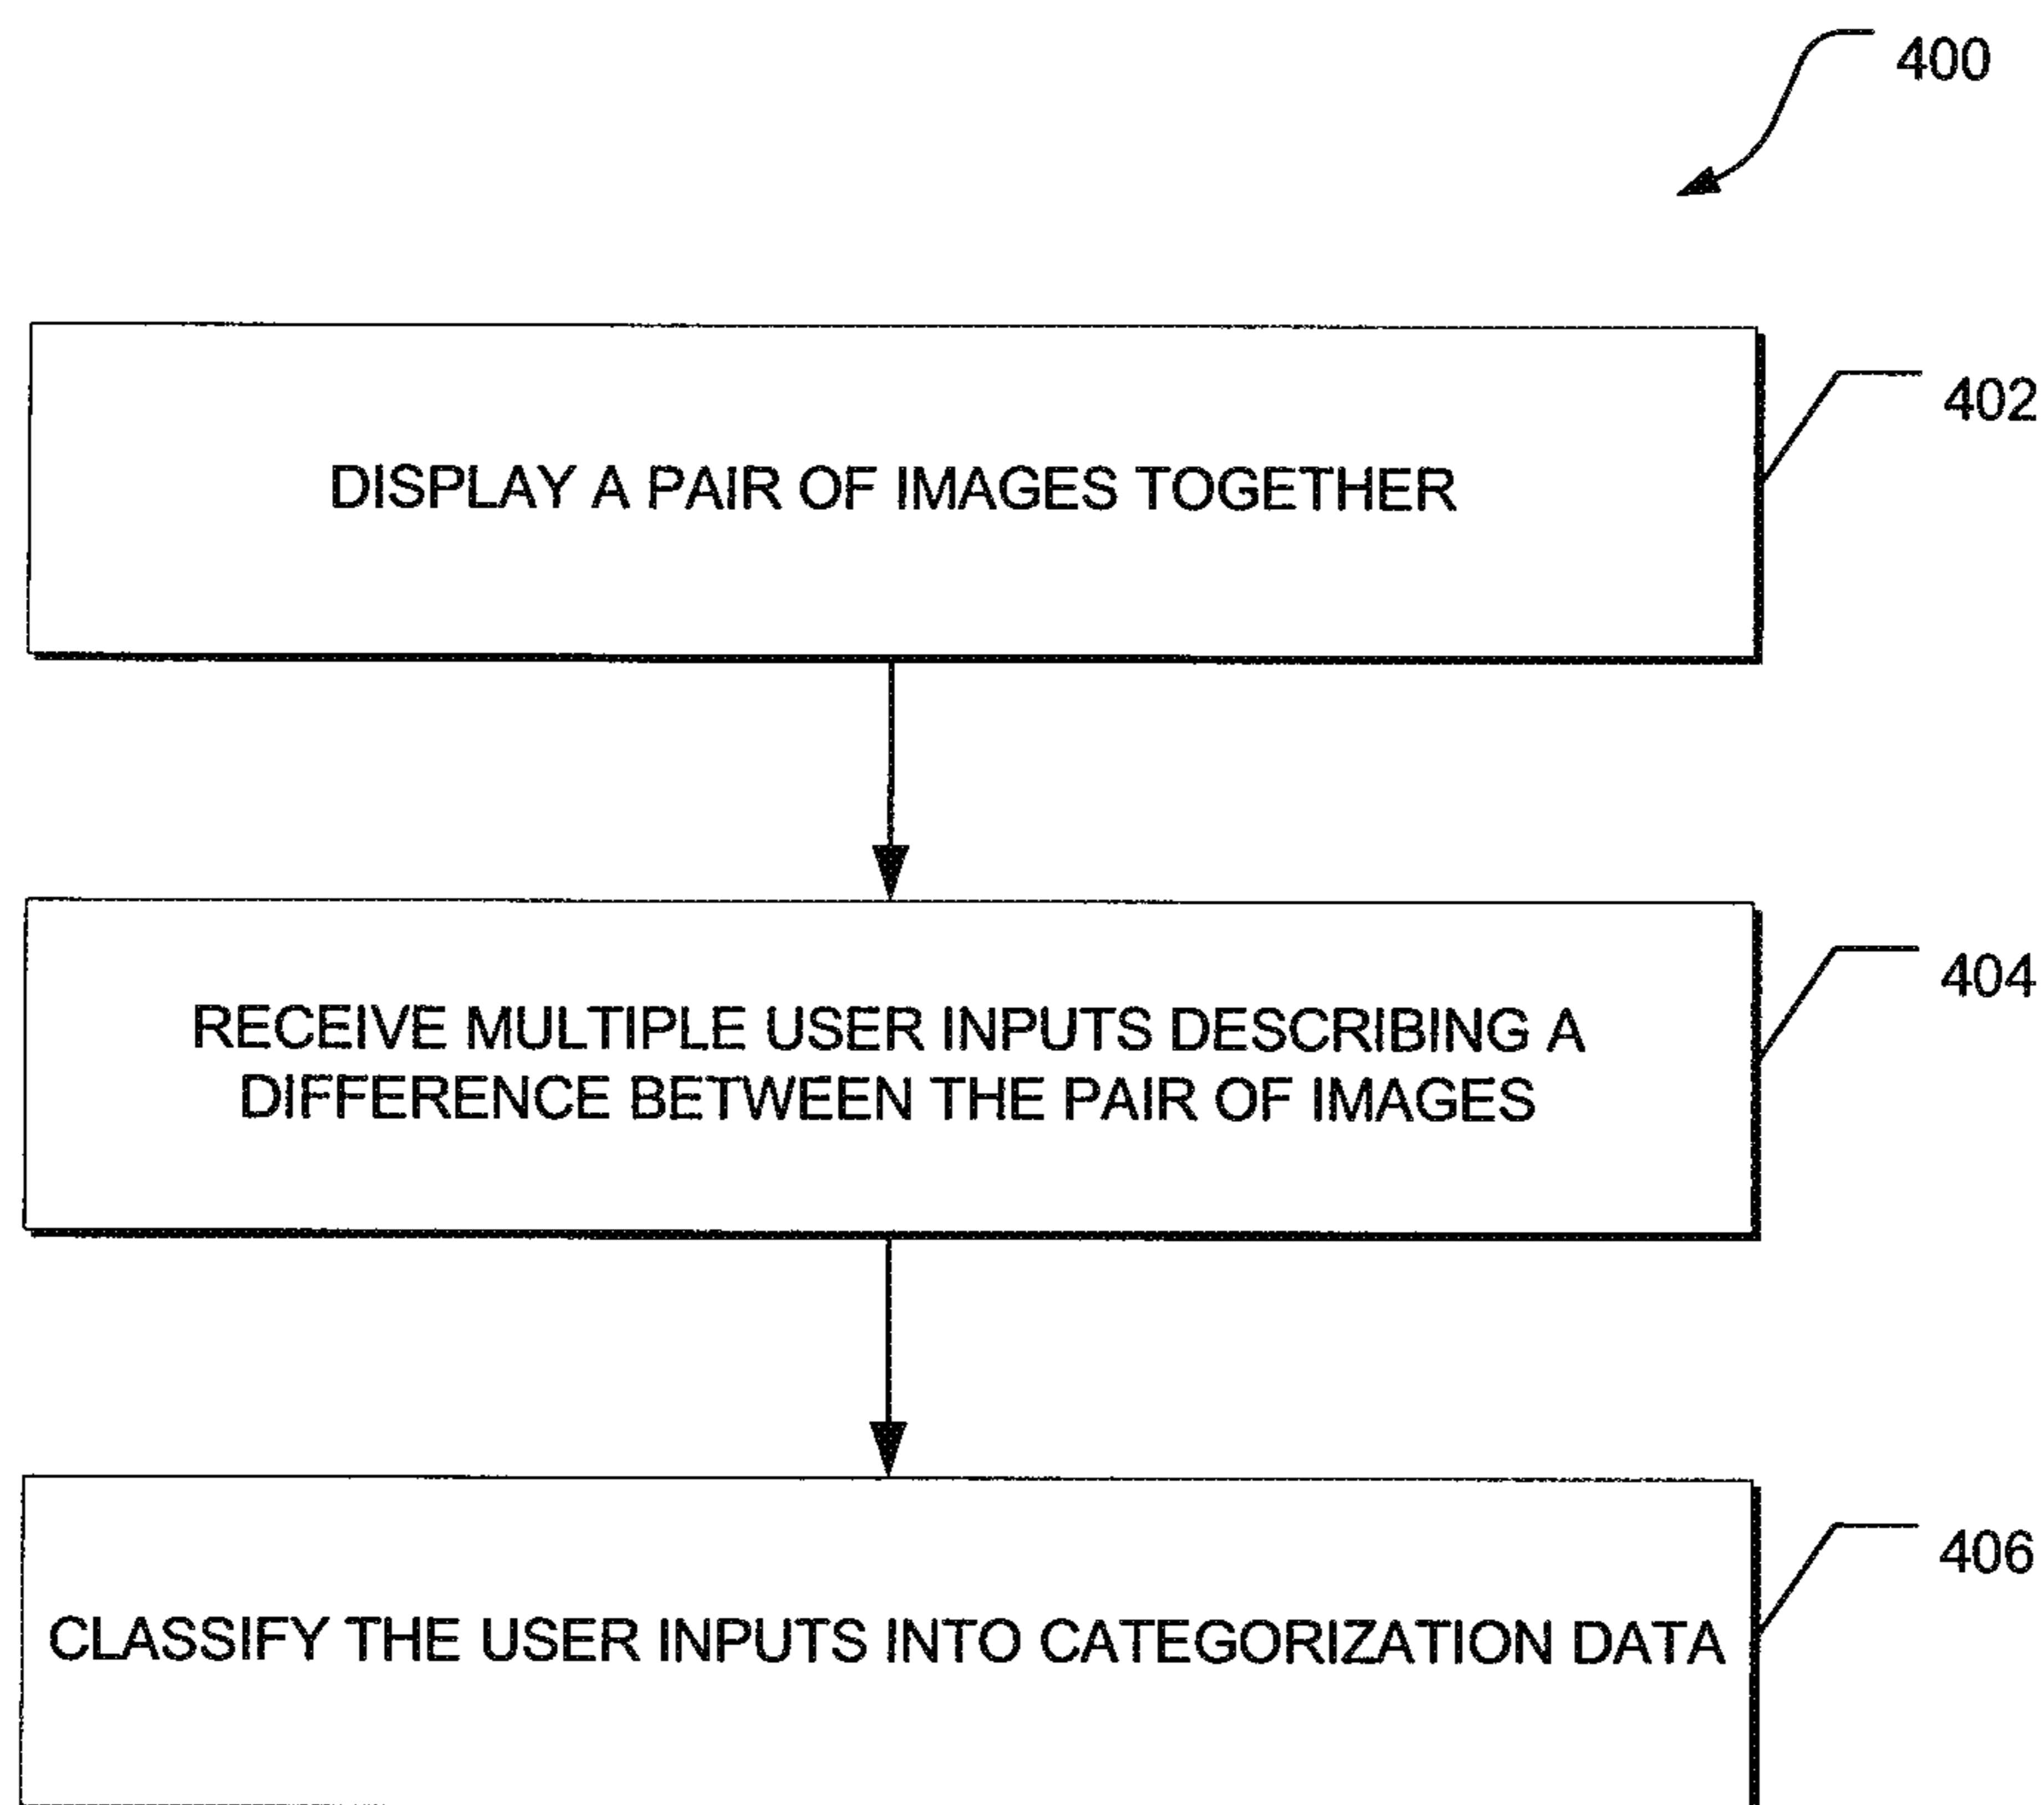 400
402
DISPLAY A PAIR OF IMAGES TOGETHER
404
RECEIVE MULTIPLE USER INPUTS DESCRIBING A
DIFFERENCE BETWEEN THE PAIR OF IMAGES
406
CLASSIFY THE USER INPUTS INTO CATEGORIZATION DATA